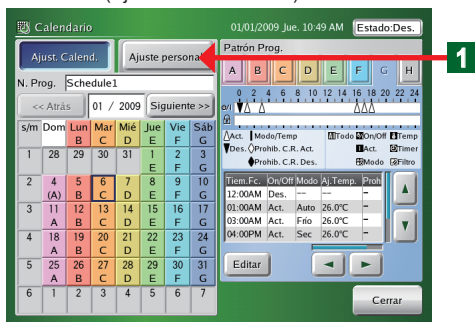 Calendario
01/01/2009 Jue. 10:49 AM
Estado:Des.
Ajust. Calend.
Ajuste persona
1
Patrón Prog.
A B C D E F G H
N. Prog. Schedule1
<< Atrás 01 / 2009 Siguiente >>
0 2 4 6 8 10 12 14 16 18 20 22 24
Act. Modo/Temp Todo On/Off Temp
Des. Prohib. C.R. Act. Act. Timer
Prohib. C.R. Des. Modo Filtro
s/m Dom Lun Mar Mié Jue Vie Sáb
B C D E F G
1 28 29 30 31 1 2 3
E F G
2 4 5 6 7 8 9 10
(A) B C D E F G
3 11 12 13 14 15 16 17
A B C D E F G
4 18 19 20 21 22 23 24
A B C D E F G
5 25 26 27 28 29 30 31
A B C D E F G
6 1 2 3 4 5 6 7
Tiem.Fc. On/Off Modo Aj.Temp. Proh
12:00AM Des. -- -- -
01:00AM Act. Auto 26.0°C -
03:00AM Act. Frío 26.0°C -
04:00PM Act. Sec 26.0°C -
Editar
Cerrar